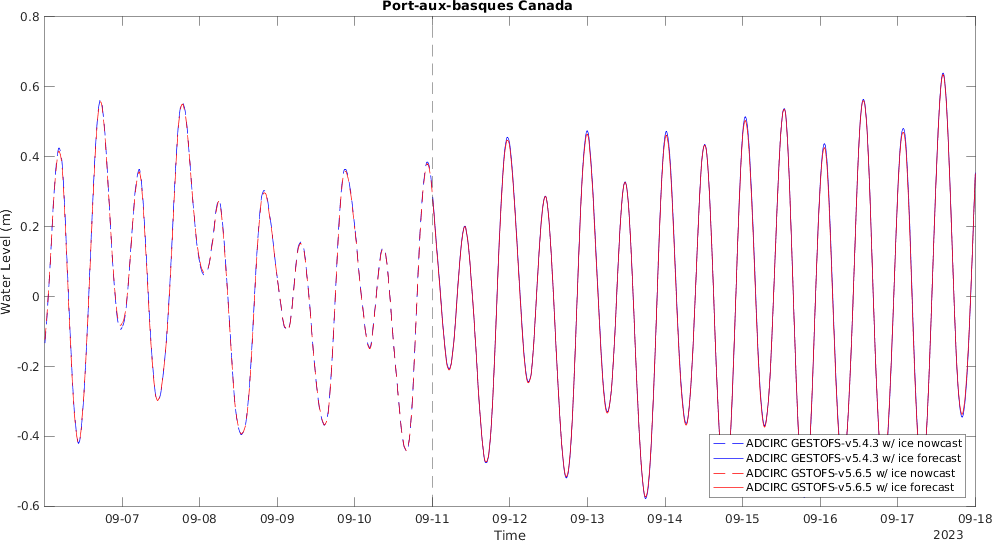 Port-aux-basques Canada
0.8
0.6
0.4
0.2
0
-0.2
-0.4
-0.6
Water Level (m)
ADCIRC GESTOFS-v5.4.3 w/ ice nowcast
ADCIRC GESTOFS-v5.4.3 w/ ice forecast
ADCIRC GSTOFS-v5.6.5 w/ ice nowcast
ADCIRC GSTOFS-v5.6.5 w/ ice forecast
09-07 09-08 09-09 09-10 09-11 09-12 09-13 09-14 09-15 09-16 09-17 09-18
Time
2023